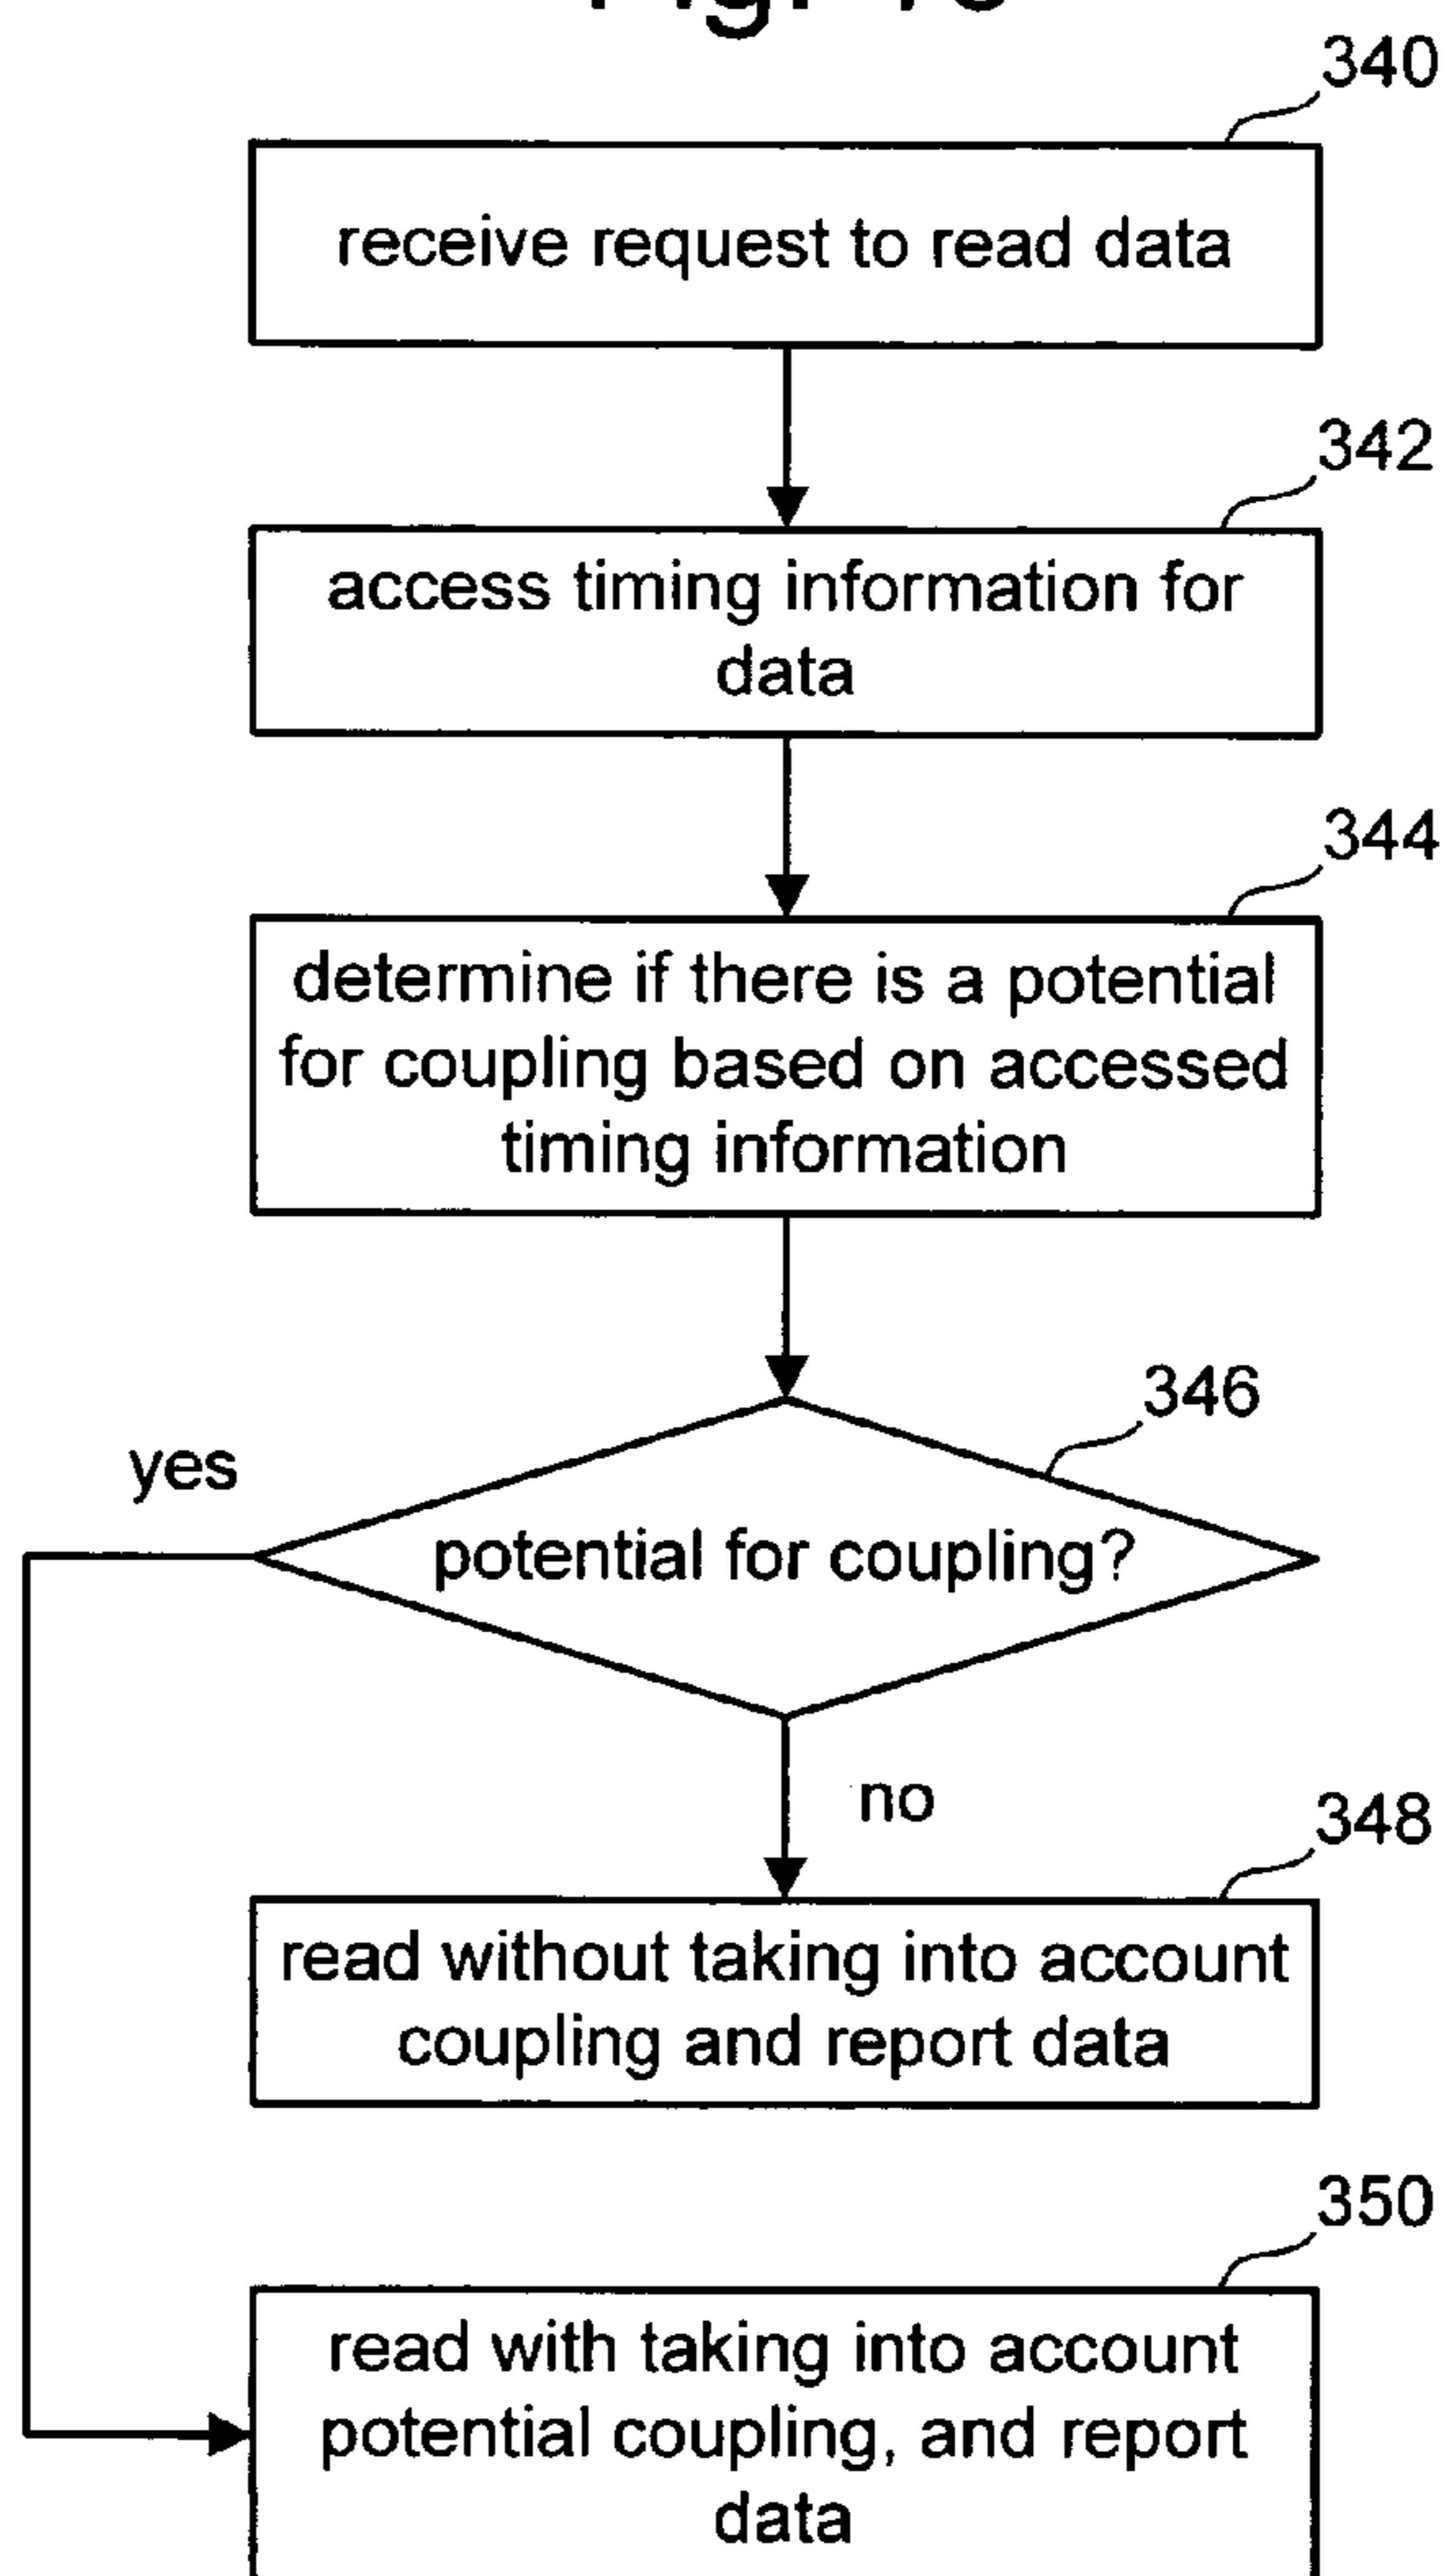 340
receive request to read data
342
access timing information for
data
344
determine if there is a potential
for coupling based on accessed
timing information
346
yes
potential for coupling?
no
348
read without taking into account
coupling and report data
350
read with taking into account
potential coupling, and report
data